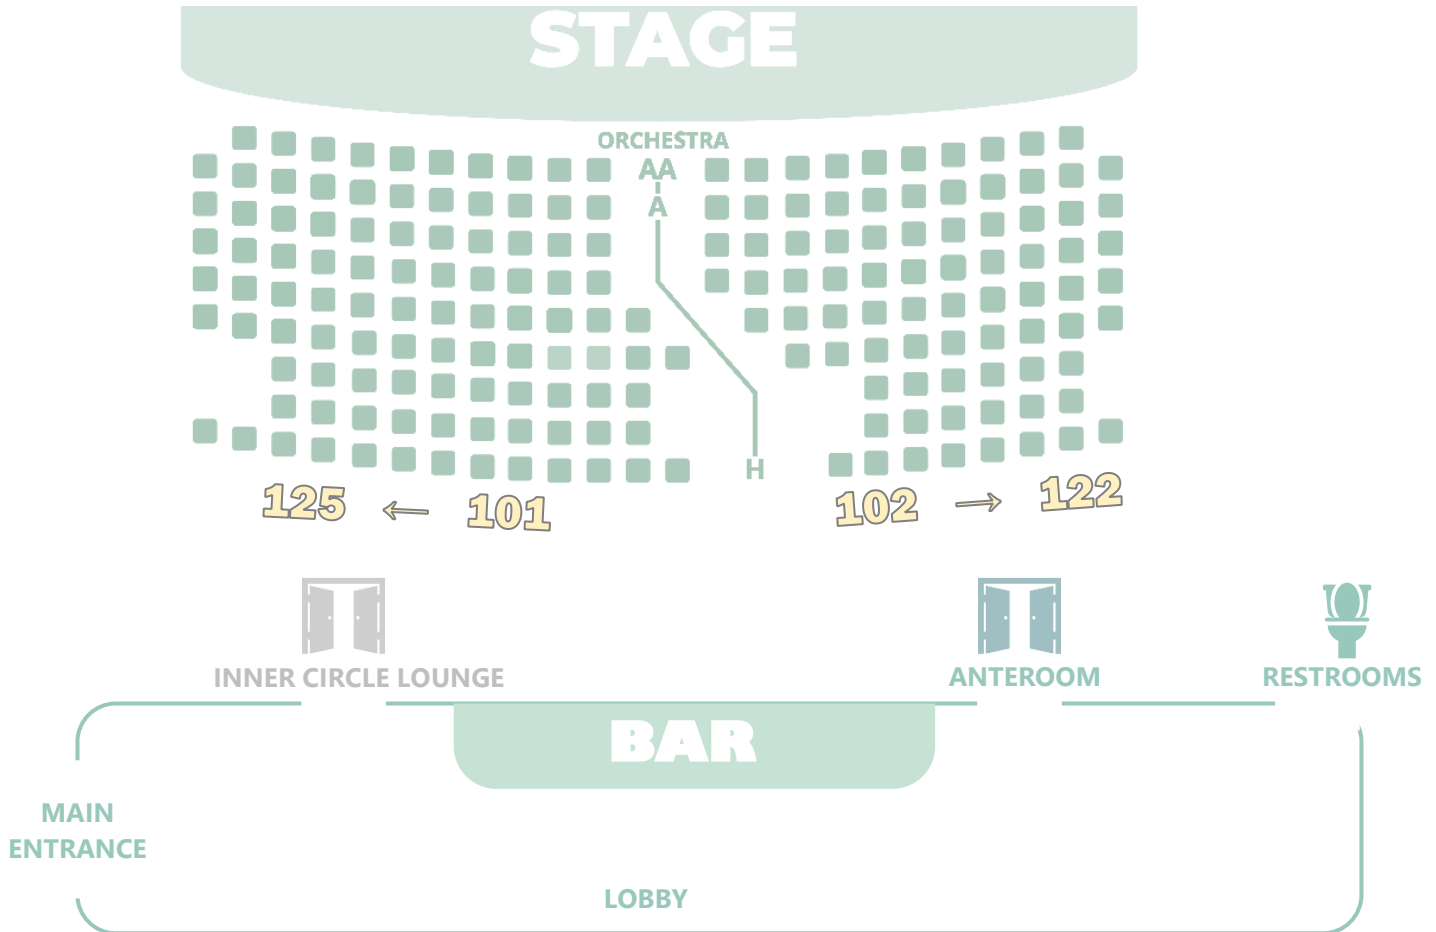 STAGE
ORCHESTRA
AA
A
H
125 ← 101
102 → 122
INNER CIRCLE LOUNGE
ANTEROOM
RESTROOMS
BAR
MAIN
ENTRANCE
LOBBY